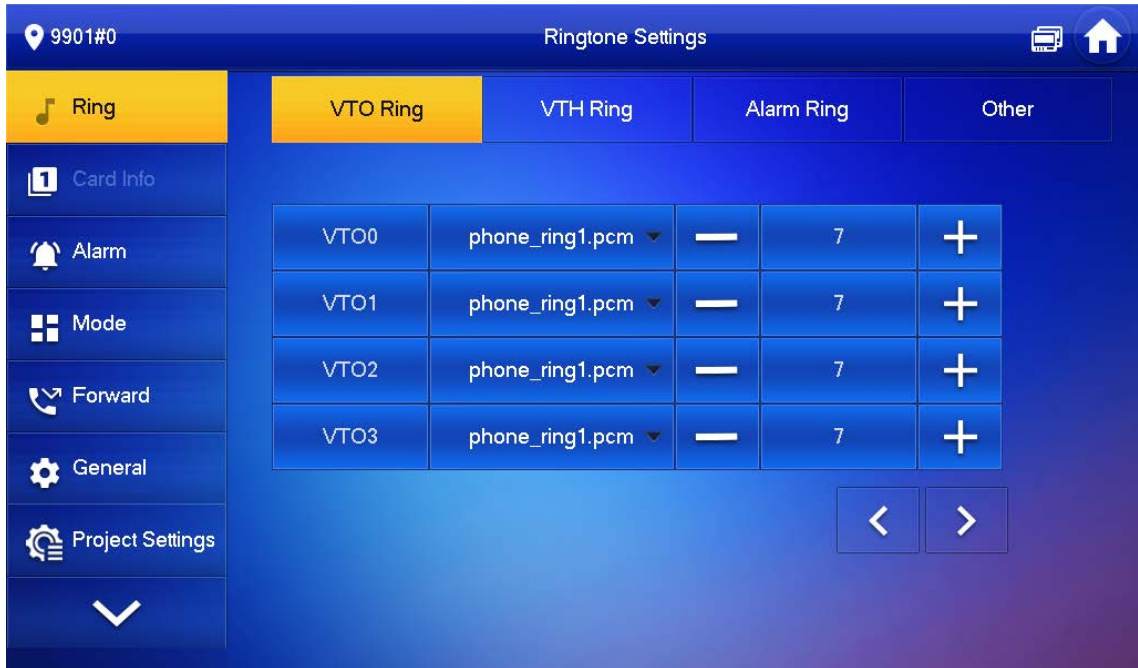 9901#0
Ringtone Settings
Ring
VTO Ring
VTH Ring
Alarm Ring
Other
1
Card Info
Alarm
Mode
Forward
General
Project Settings
VTO0 phone_ring1.pcm 7
VTO1 phone_ring1.pcm 7
VTO2 phone_ring1.pcm 7
VTO3 phone_ring1.pcm 7